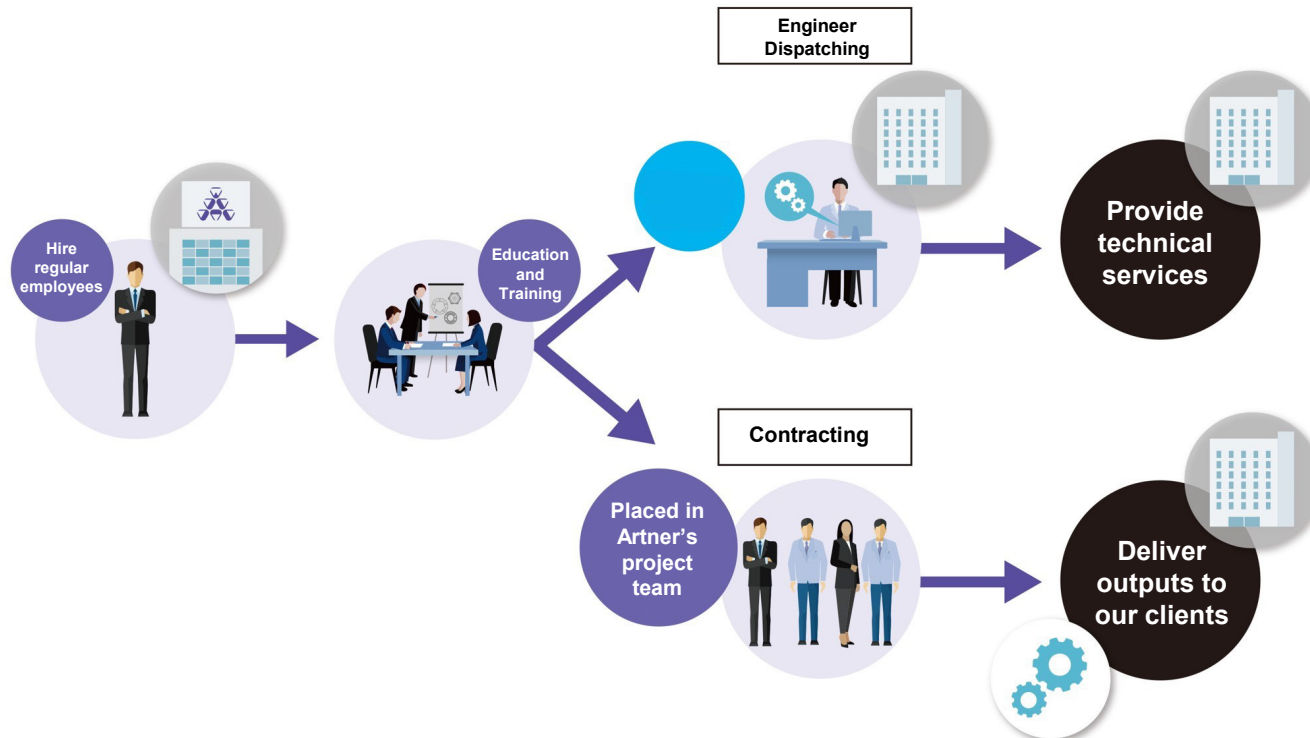 Engineer
Dispatching
Hire
regular
employees
Education
and
Training
Provide
technical
services
Contracting
Placed in
Artner’s
project
team
Deliver
outputs to
our clients